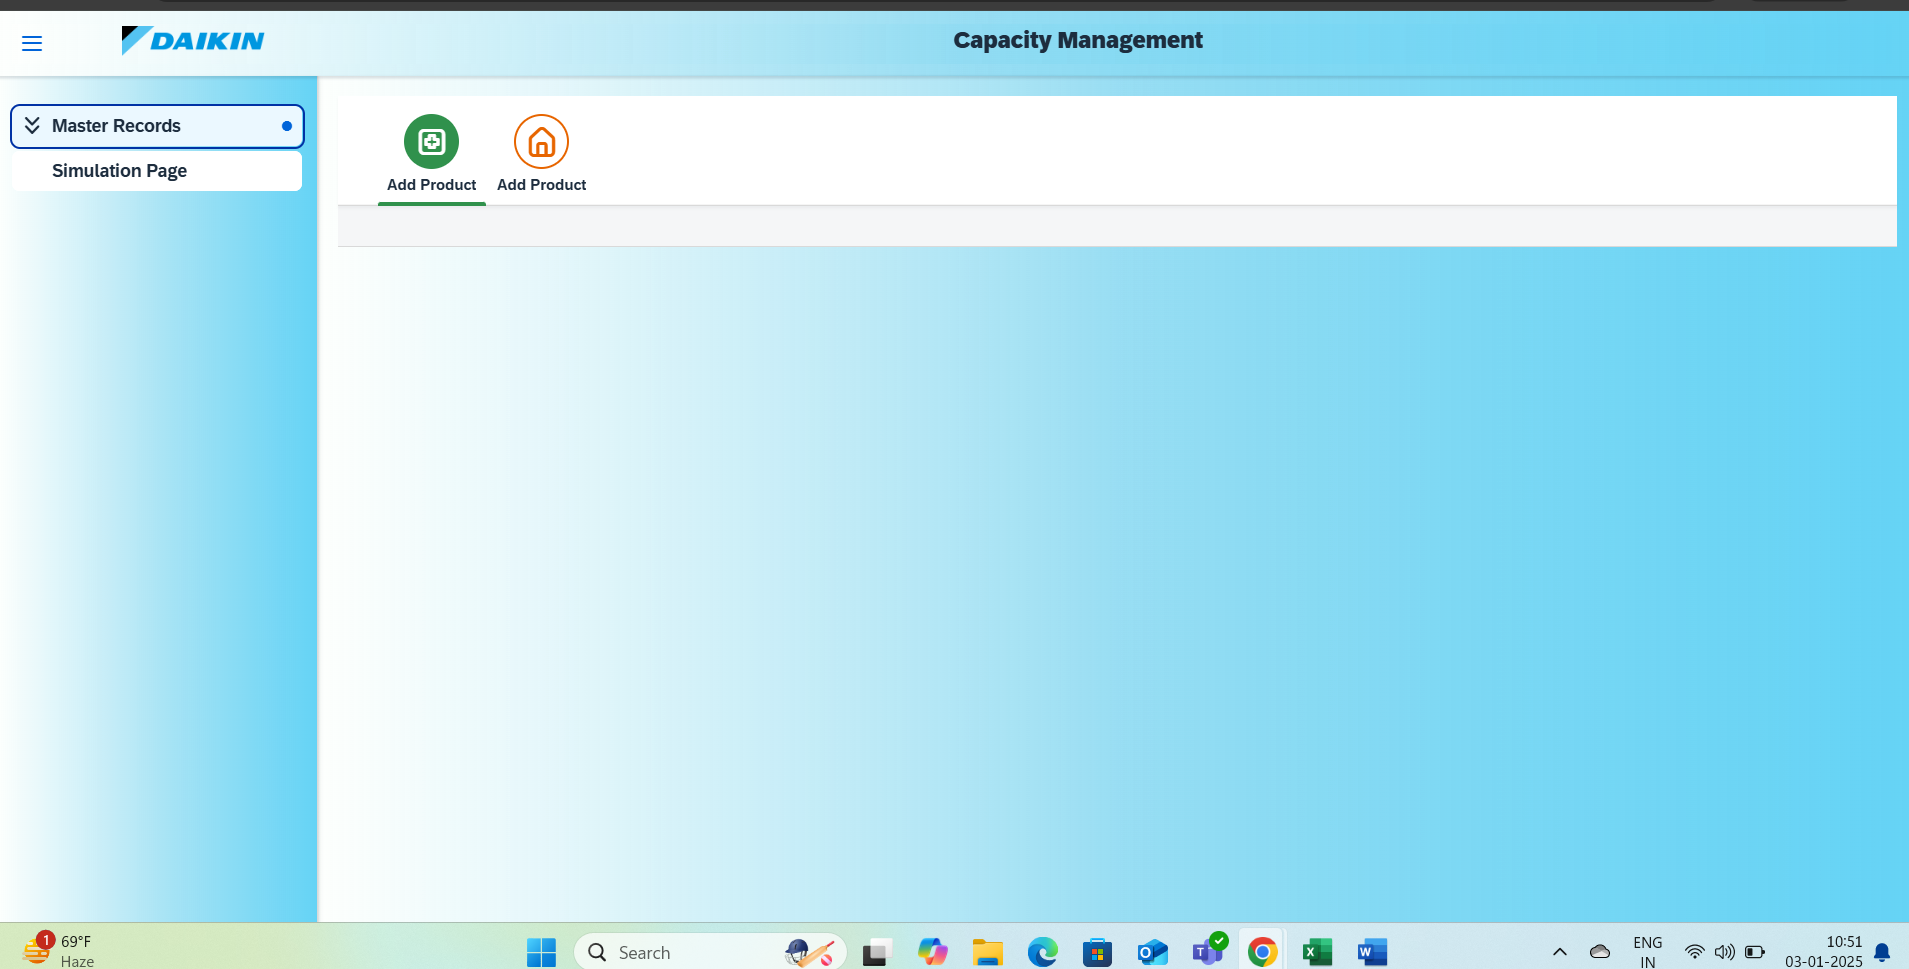 DAIKIN
Capacity Management
Master Records
Simulation Page
Add Product
Add Product
1
69°F
Haze
Search
ENG
IN
10:51
03-01-2025